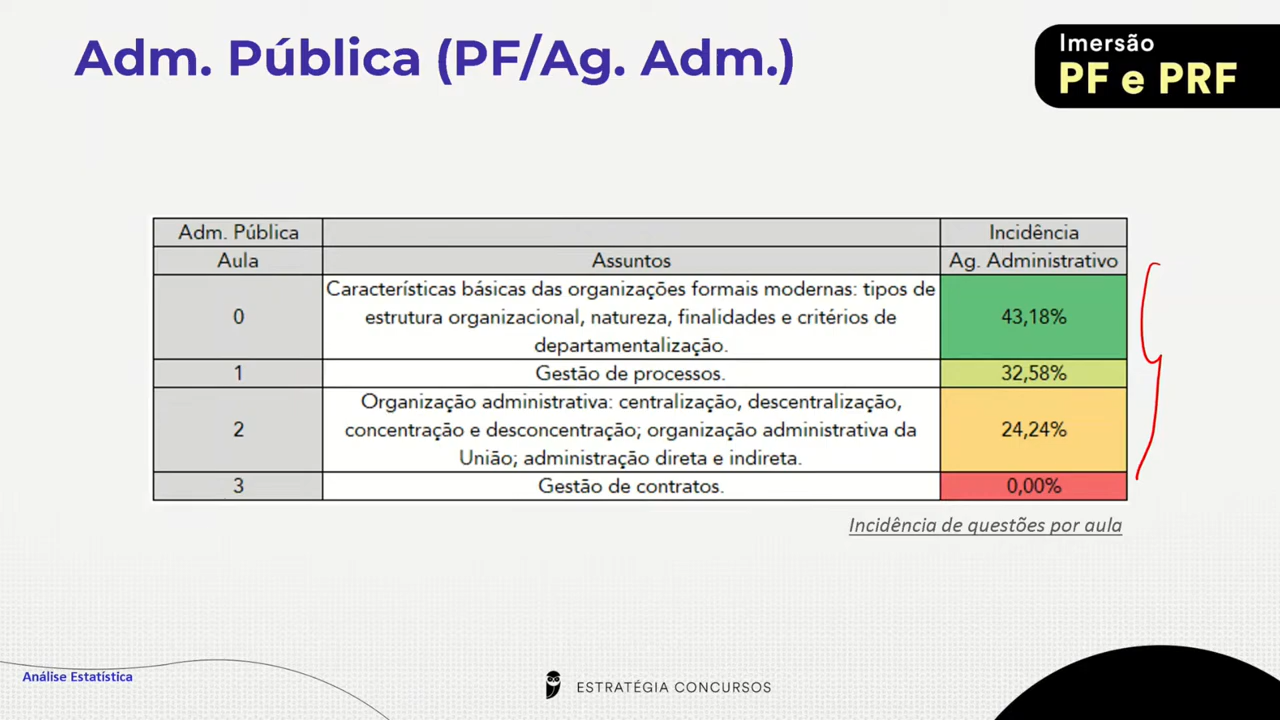 Adm. Pública (PF/Ag. Adm.)
Imersão
PF e PRF
Adm. Pública
Incidência
Aula
Assuntos
Ag. Administrativo
0
Características básicas das organizações formais modernas: tipos de
estrutura organizacional, natureza, finalidades e critérios de
departamentalização.
43,18%
1
Gestão de processos.
32,58%
2
Organização administrativa: centralização, descentralização,
concentração e desconcentração; organização administrativa da
União; administração direta e indireta.
24,24%
3
Gestão de contratos.
0,00%
Incidência de questões por aula
Análise Estatística
ESTRATÉGIA CONCURSOS